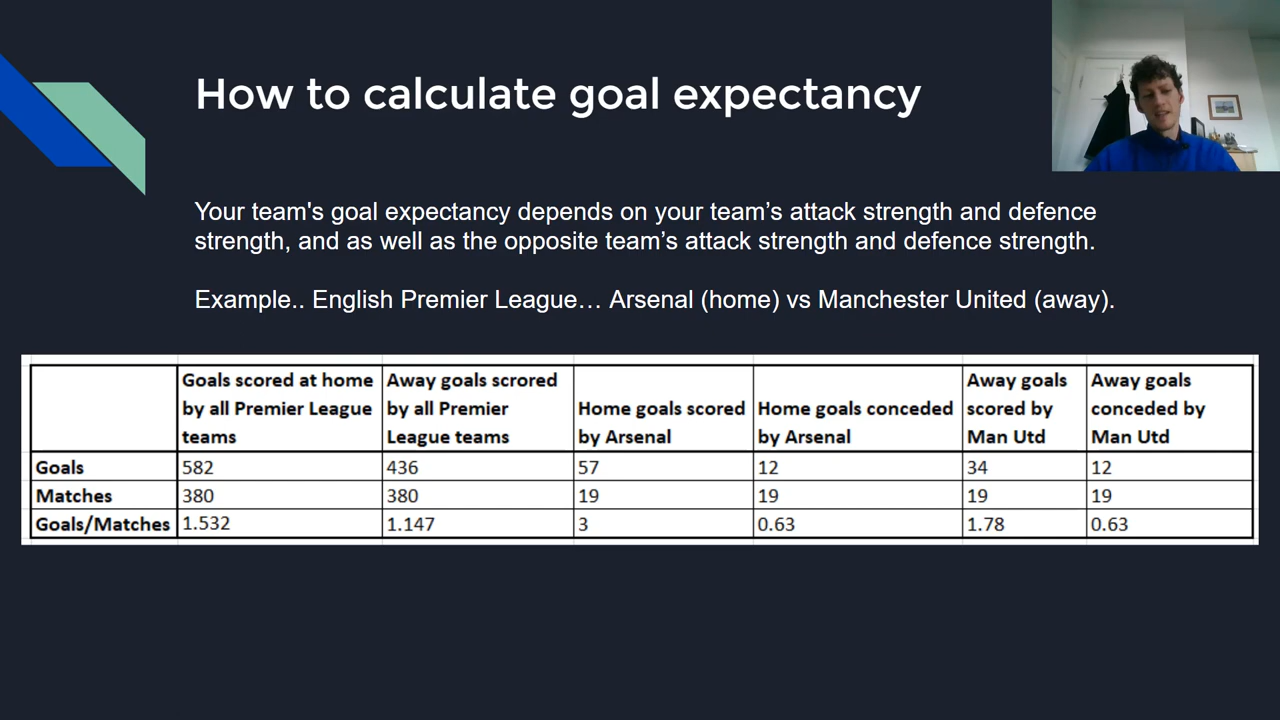 How to calculate goal expectancy
Your team's goal expectancy depends on your team’s attack strength and defence
strength, and as well as the opposite team’s attack strength and defence strength.
Example.. English Premier League… Arsenal (home) vs Manchester United (away).
Goals scored at home by all Premier League teams
Away goals scrored by all Premier League teams
Home goals scored by Arsenal
Home goals conceded by Arsenal
Away goals scored by Man Utd
Away goals conceded by Man Utd
Goals 582 436 57 12 34 12
Matches 380 380 19 19 19 19
Goals/Matches 1.532 1.147 3 0.63 1.78 0.63